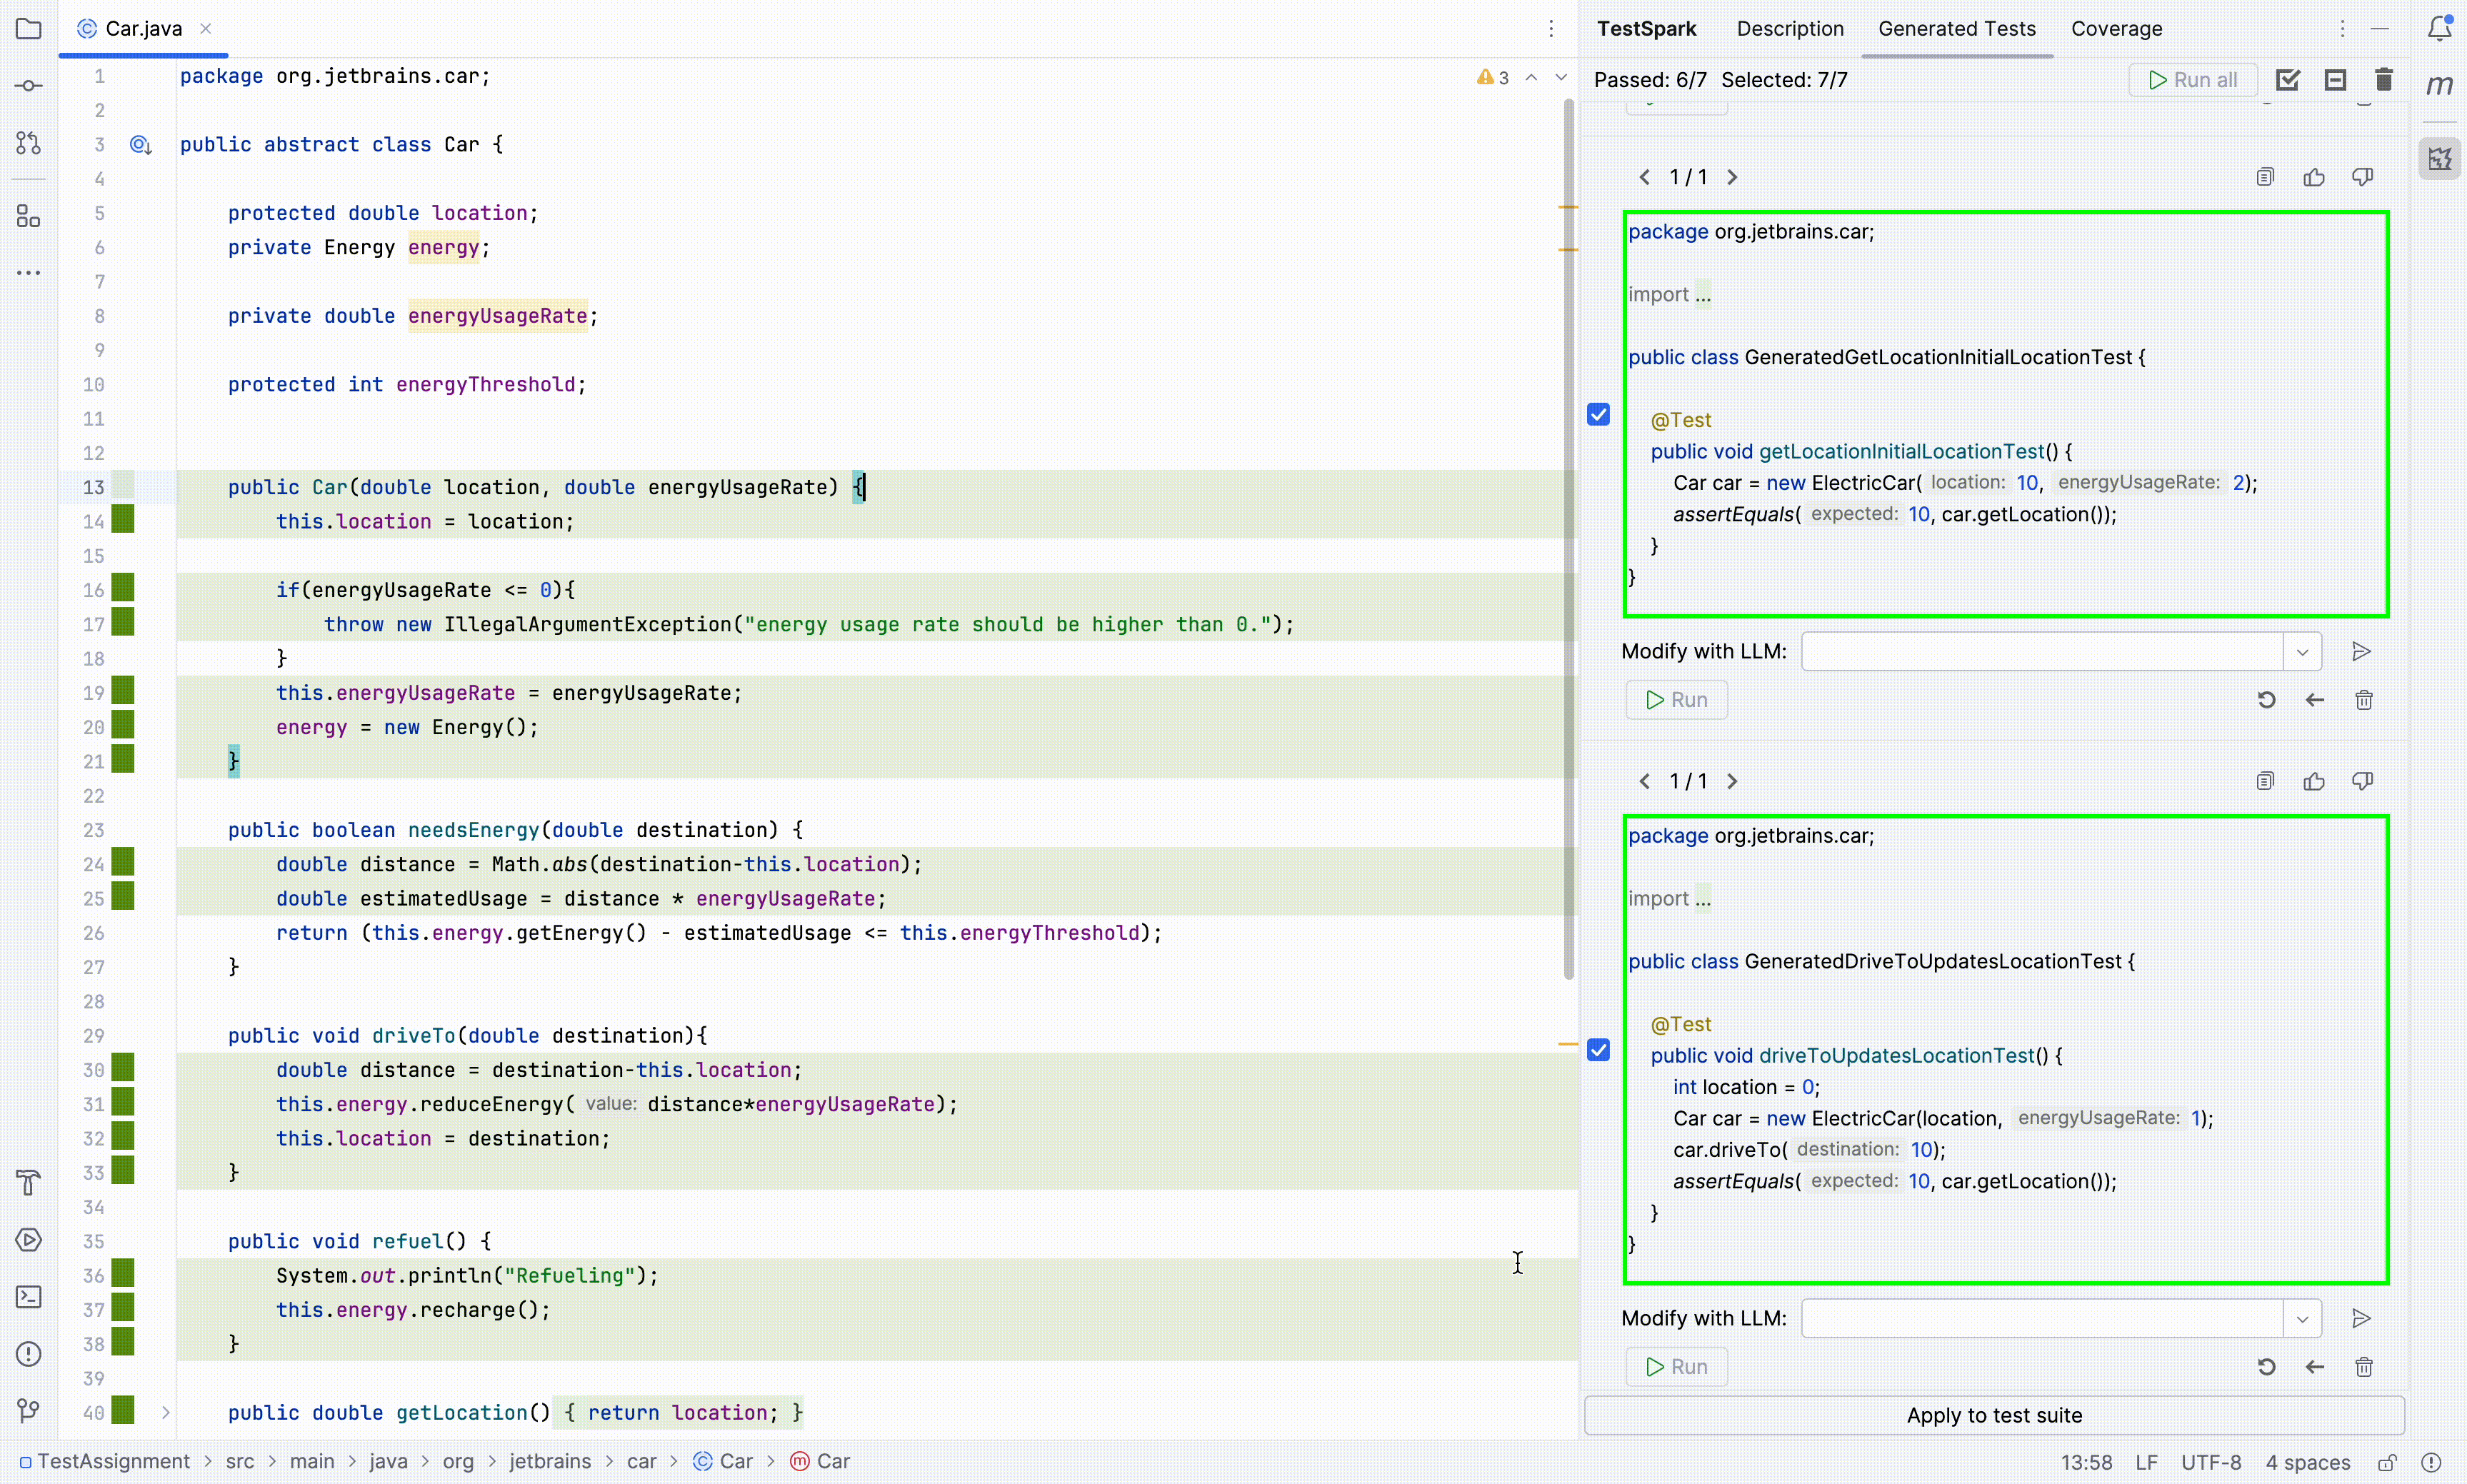 Car.java
1 package org.jetbrains.car;
2
3 public abstract class Car {
4
5 protected double location;
6 private Energy energy;
7
8 private double energyUsageRate;
9
10 protected int energyThreshold;
11
12
13 public Car(double location, double energyUsageRate) {
14 this.location = location;
15
16 if(energyUsageRate <= 0){
17 throw new IllegalArgumentException("energy usage rate should be higher than 0.");
18 }
19 this.energyUsageRate = energyUsageRate;
20 energy = new Energy();
21 }
22
23 public boolean needsEnergy(double destination) {
24 double distance = Math.abs(destination-this.location);
25 double estimatedUsage = distance * energyUsageRate;
26 return (this.energy.getEnergy() - estimatedUsage <= this.energyThreshold);
27 }
28
29 public void driveTo(double destination){
30 double distance = destination-this.location;
31 this.energy.reduceEnergy( value: distance*energyUsageRate);
32 this.location = destination;
33 }
34
35 public void refuel() {
36 System.out.println("Refueling");
37 this.energy.recharge();
38 }
39
40 public double getLocation() { return location; }
3
TestSpark Description Generated Tests Coverage
Passed: 6/7 Selected: 7/7 Run all
m
1 / 1
package org.jetbrains.car;
import ...
public class GeneratedGetLocationInitialLocationTest {
@Test
public void getLocationInitialLocationTest() {
Car car = new ElectricCar( location: 10, energyUsageRate: 2);
assertEquals( expected: 10, car.getLocation());
}
}
Modify with LLM:
Run
1 / 1
package org.jetbrains.car;
import ...
public class GeneratedDriveToUpdatesLocationTest {
@Test
public void driveToUpdatesLocationTest() {
int location = 0;
Car car = new ElectricCar(location, energyUsageRate: 1);
car.driveTo( destination: 10);
assertEquals( expected: 10, car.getLocation());
}
}
Modify with LLM:
Run
Apply to test suite
TestAssignment > src > main > java > org > jetbrains > car > C Car > m Car
13:58 LF UTF-8 4 spaces